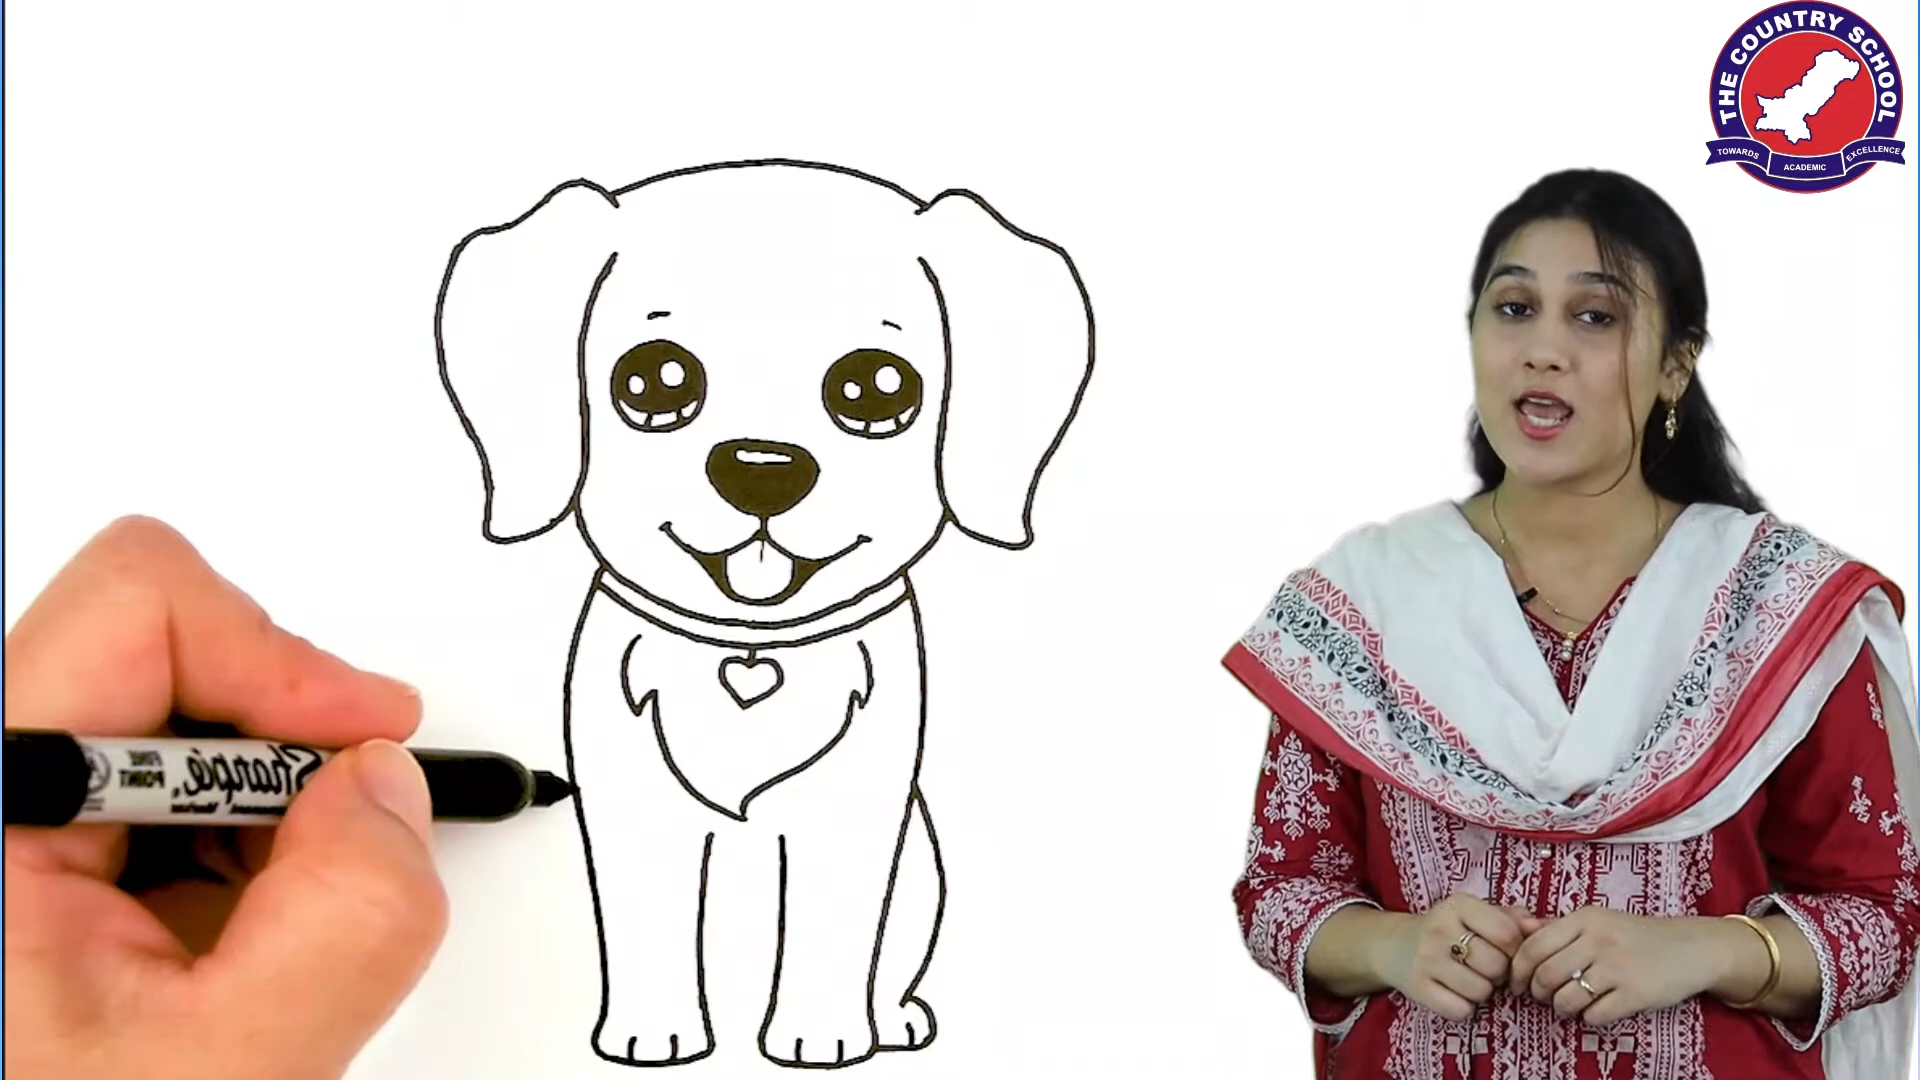 THE COUNTRY SCHOOL
TOWARDS
ACADEMIC
EXCELLENCE
Sharpie
FINE
POINT